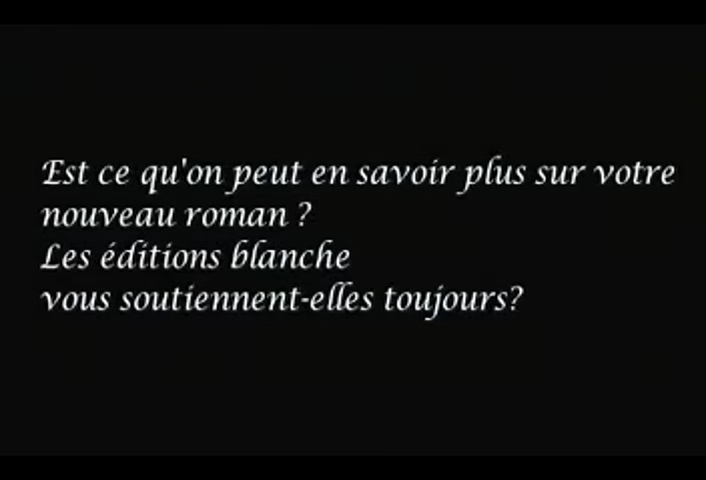 Est ce qu'on peut en savoir plus sur votre
nouveau roman ?
Les éditions blanche
vous soutiennent-elles toujours?